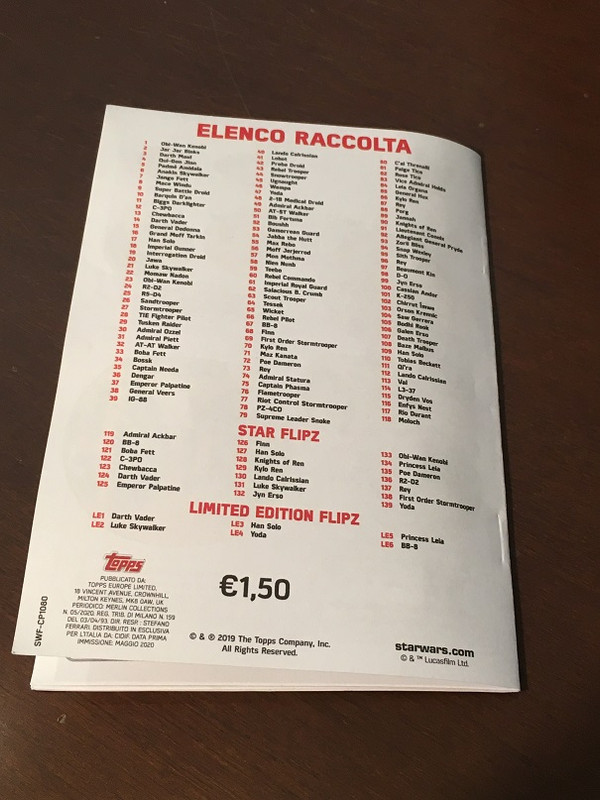 ELENCO RACCOLTA
1 Obi-Wan Kenobi
2 Jar Jar Binks
3 Darth Maul
4 Qui-Gon Jinn
5 Padmé Amidala
6 Anakin Skywalker
7 Jango Fett
8 Mace Windu
9 Super Battle Droid
10 Barquin D'an
11 Biggs Darklighter
12 C-3PO
13 Chewbacca
14 Darth Vader
15 General Dodonna
16 Grand Moff Tarkin
17 Han Solo
18 Imperial Gunner
19 Interrogation Droid
20 Jawa
21 Luke Skywalker
22 Momaw Nadon
23 Obi-Wan Kenobi
24 R2-D2
25 R5-D4
26 Sandtrooper
27 Stormtrooper
28 TIE Fighter Pilot
29 Tusken Raider
30 Admiral Ozzel
31 Admiral Piett
32 AT-AT Walker
33 Boba Fett
34 Bossk
35 Captain Needa
36 Dengar
37 Emperor Palpatine
38 General Veers
39 IG-88
40 Lando Calrissian
41 Lobot
42 Probe Droid
43 Rebel Trooper
44 Snowtrooper
45 Ugnaught
46 Wampa
47 Yoda
48 2-1B Medical Droid
49 Admiral Ackbar
50 AT-ST Walker
51 Bib Fortuna
52 Boushh
53 Gamorrean Guard
54 Jabba the Hutt
55 Max Rebo
56 Moff Jerjerrod
57 Mon Mothma
58 Nien Nunb
59 Teebo
60 Rebel Commando
61 Imperial Royal Guard
62 Salacious B. Crumb
63 Scout Trooper
64 Tessek
65 Wicket
66 Rebel Pilot
67 BB-8
68 Finn
69 First Order Stormtrooper
70 Kylo Ren
71 Maz Kanata
72 Poe Dameron
73 Rey
74 Admiral Statura
75 Captain Phasma
76 Flametrooper
77 Riot Control Stormtrooper
78 PZ-4CO
79 Supreme Leader Snoke
80 C'ai Threnalli
81 Paige Tico
82 Rose Tico
83 Vice Admiral Holdo
84 Leia Organa
85 General Hux
86 Kylo Ren
87 Rey
88 Porg
89 Jannah
90 Knights of Ren
91 Lieutenant Connix
92 Allegiant General Pryde
93 Zorii Bliss
94 Snap Wexley
95 Sith Trooper
96 Rey
97 Beaumont Kin
98 D-O
99 Jyn Erso
100 Cassian Andor
101 K-2SO
102 Chirrut Îmwe
103 Orson Krennic
104 Saw Gerrera
105 Bodhi Rook
106 Galen Erso
107 Death Trooper
108 Baze Malbus
109 Han Solo
110 Tobias Beckett
111 Qi'ra
112 Lando Calrissian
113 Val
114 L3-37
115 Dryden Vos
116 Enfys Nest
117 Rio Durant
118 Moloch
STAR FLIPZ
119 Admiral Ackbar
120 BB-8
121 Boba Fett
122 C-3PO
123 Chewbacca
124 Darth Vader
125 Emperor Palpatine
126 Finn
127 Han Solo
128 Knights of Ren
129 Kylo Ren
130 Lando Calrissian
131 Luke Skywalker
132 Jyn Erso
133 Obi-Wan Kenobi
134 Princess Leia
135 Poe Dameron
136 R2-D2
137 Rey
138 First Order Stormtrooper
139 Yoda
LIMITED EDITION FLIPZ
LE1 Darth Vader
LE2 Luke Skywalker
LE3 Han Solo
LE4 Yoda
LE5 Princess Leia
LE6 BB-8
topps
PUBBLICATO DA:
TOPPS EUROPE LIMITED,
18 VINCENT AVENUE, CROWNHILL,
MILTON KEYNES, MK8 0AW, UK
PERIODICO: MERLIN COLLECTIONS
N. 05/2020. REG. TRIB. DI MILANO N.159
DEL 03/04/93. DIR. RESP.: STEFANO
FERRARI. DISTRIBUTO IN ESCLUSIVA
PER L'ITALIA DA: CIDIF. DATA PRIMA
IMMISSIONE: MAGGIO 2020
SWF-CP1080
€1,50
© & ® 2019 The Topps Company, Inc.
All Rights Reserved.
starwars.com
© & ™ Lucasfilm Ltd.